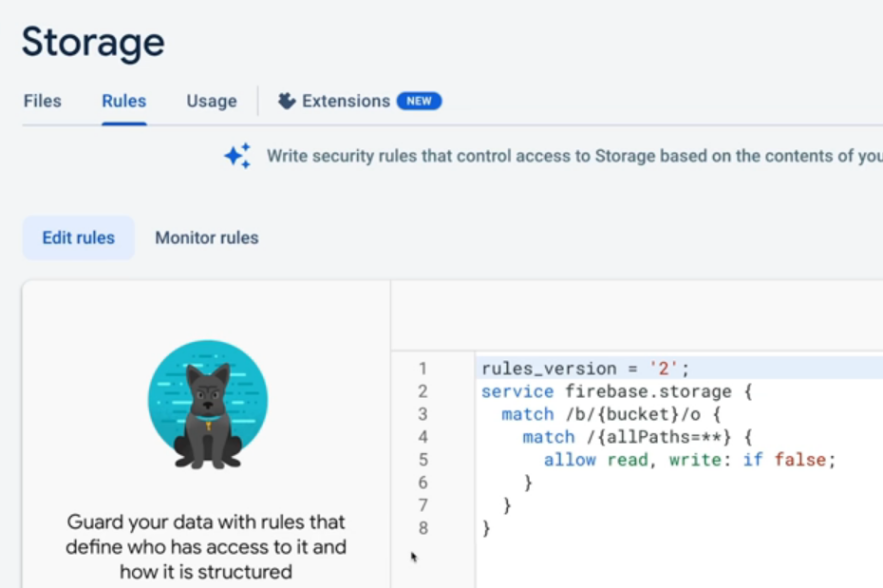 Storage
Files Rules Usage Extensions NEW
Write security rules that control access to Storage based on the contents of you
Edit rules Monitor rules
Guard your data with rules that
define who has access to it and
how it is structured
1 rules_version = '2';
2 service firebase.storage {
3 match /b/{bucket}/o {
4 match /{allPaths=**} {
5 allow read, write: if false;
6 }
7 }
8 }